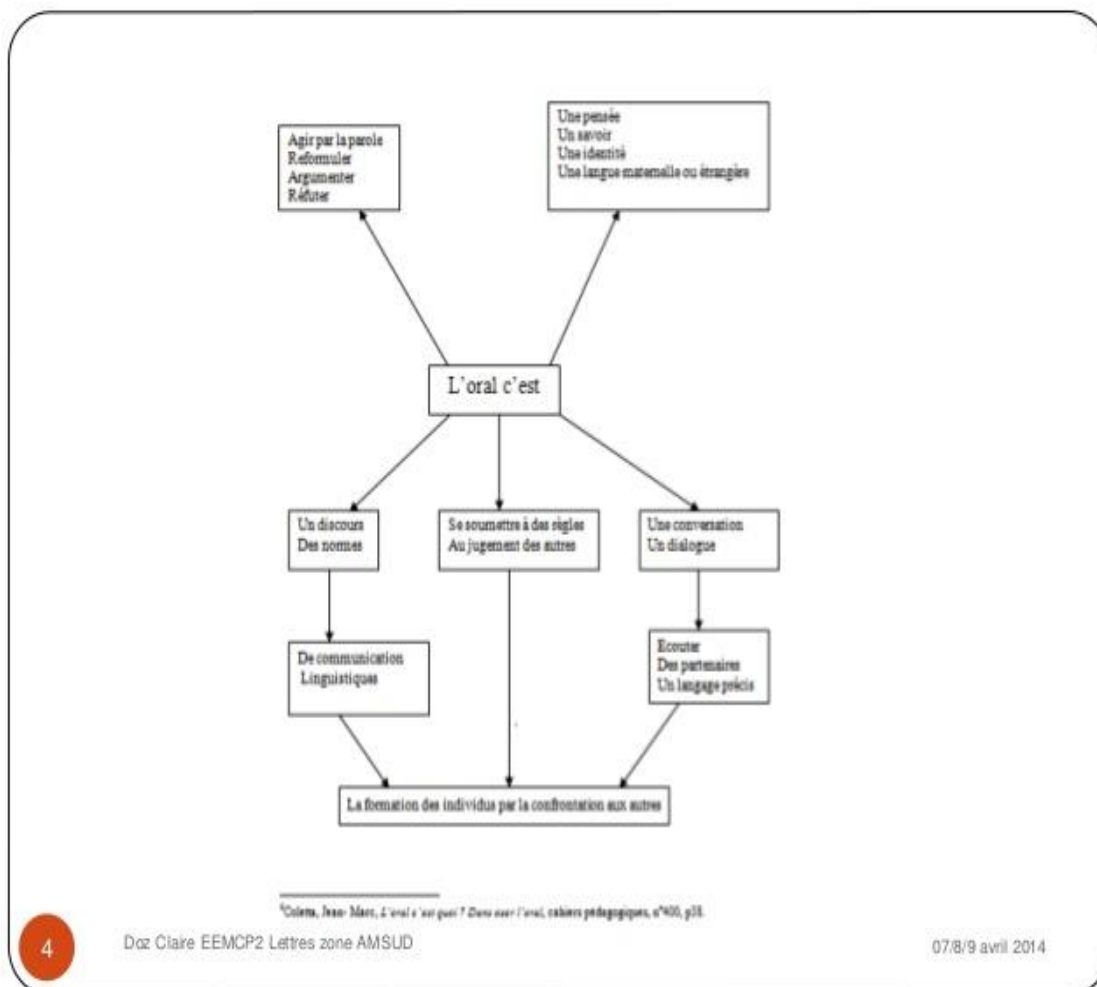 Agir par la parole
Reformuler
Argumenter
Réfuter
Une pensée
Un savoir
Une identité
Une langue maternelle ou étrangère
L'oral c'est
Un discours
Des normes
Se soumettre à des règles
Au jugement des autres
Une conversation
Un dialogue
De communication
Linguistiques
Ecouter
Des partenaires
Un langage précis
La formation des individus par la confrontation aux autres
Coletta, Jean- Marc, L'oral c'est quoi ? Dans oser l'oral, cahiers pédagogiques, n°400, p38.
4
Doz Claire EEMCP2 Lettres zone AMSUD
07/8/9 avril 2014